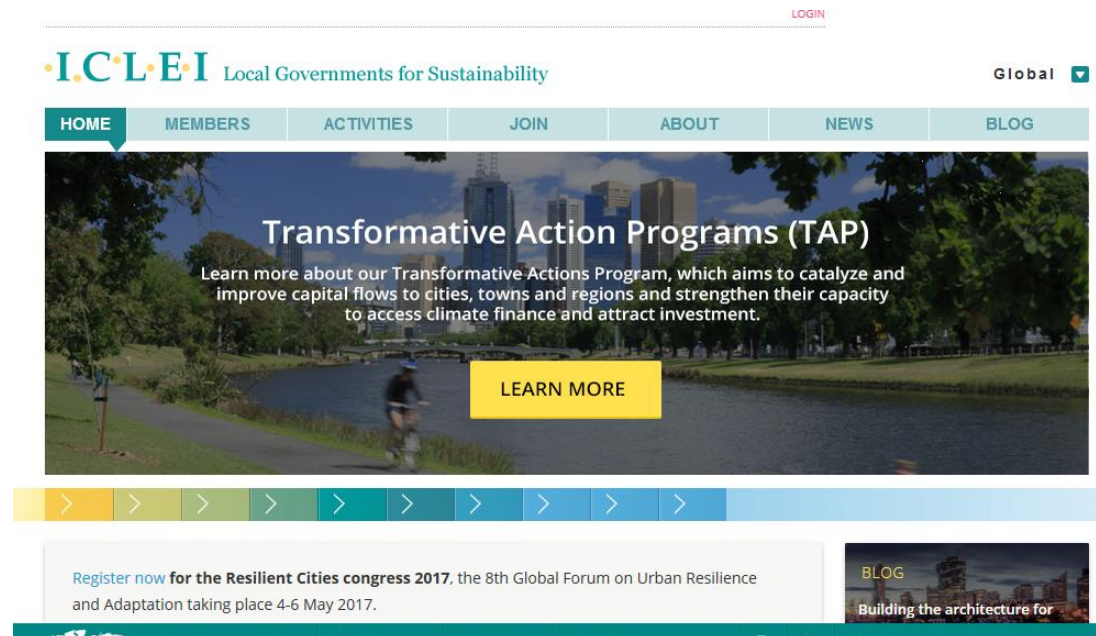 LOGIN
I.C.L.E.I Local Governments for Sustainability
Global
HOME MEMBERS ACTIVITIES JOIN ABOUT NEWS BLOG
Transformative Action Programs (TAP)
Learn more about our Transformative Actions Program, which aims to catalyze and
improve capital flows to cities, towns and regions and strengthen their capacity
to access climate finance and attract investment.
LEARN MORE
Register now for the Resilient Cities congress 2017, the 8th Global Forum on Urban Resilience
and Adaptation taking place 4-6 May 2017.
BLOG
Building the architecture for